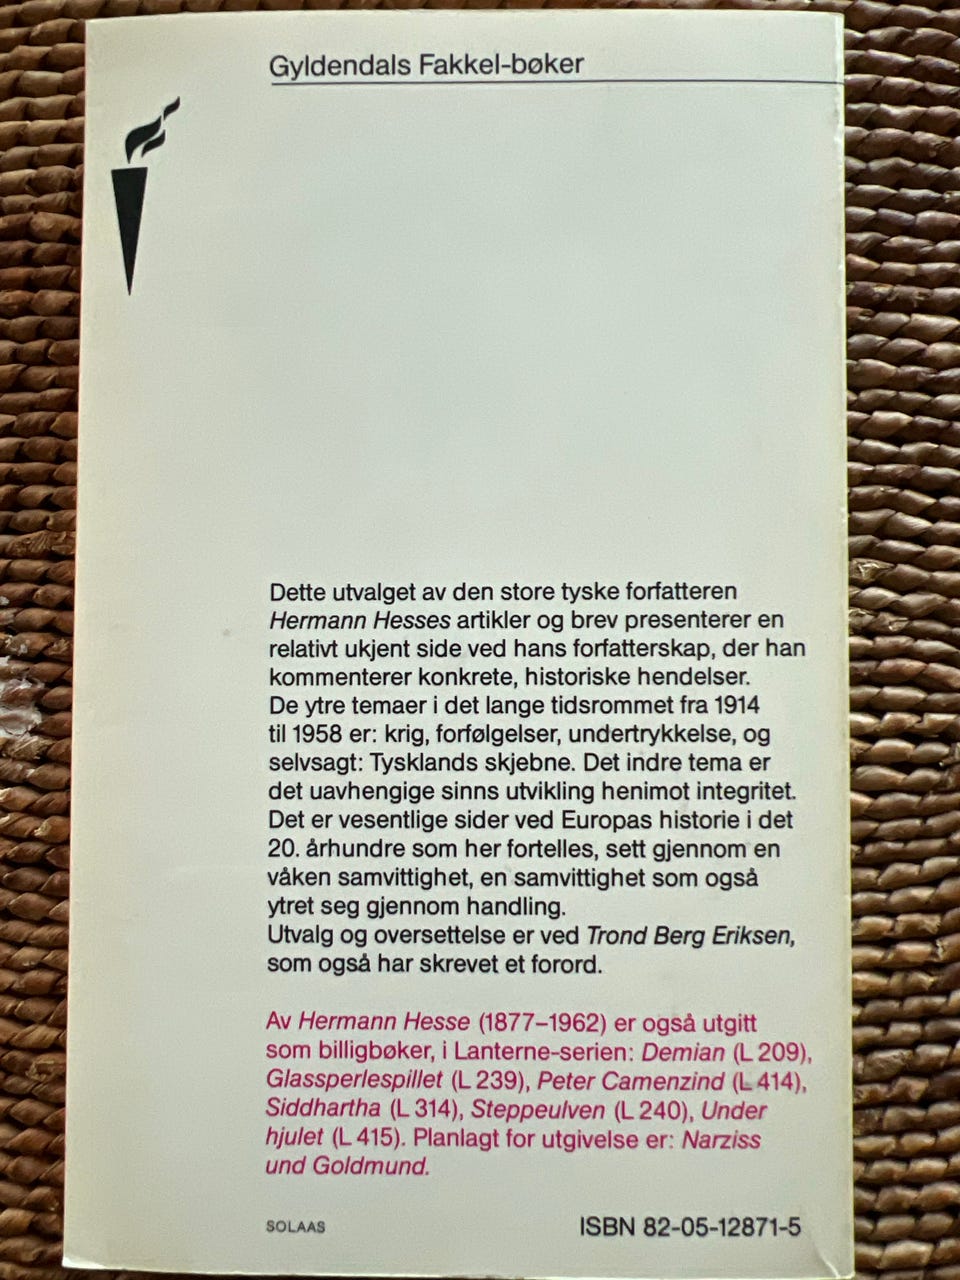 Gyldendals Fakkel-bøker
Dette utvalget av den store tyske forfatteren
Hermann Hesses artikler og brev presenterer en
relativt ukjent side ved hans forfatterskap, der han
kommenterer konkrete, historiske hendelser.
De ytre temaer i det lange tidsrommet fra 1914
til 1958 er: krig, forfølgelser, undertrykkelse, og
selvsagt: Tysklands skjebne. Det indre tema er
det uavhengige sinns utvikling henimot integritet.
Det er vesentlige sider ved Europas historie i det
20. århundre som her fortelles, sett gjennom en
våken samvittighet, en samvittighet som også
ytret seg gjennom handling.
Utvalg og oversettelse er ved Trond Berg Eriksen,
som også har skrevet et forord.
Av Hermann Hesse (1877–1962) er også utgitt
som billigbøker, i Lanterne-serien: Demian (L 209),
Glassperlespillet (L 239), Peter Camenzind (L 414),
Siddhartha (L 314), Steppeulven (L 240), Under
hjulet (L 415). Planlagt for utgivelse er: Narziss
und Goldmund.
SOLAAS
ISBN 82-05-12871-5